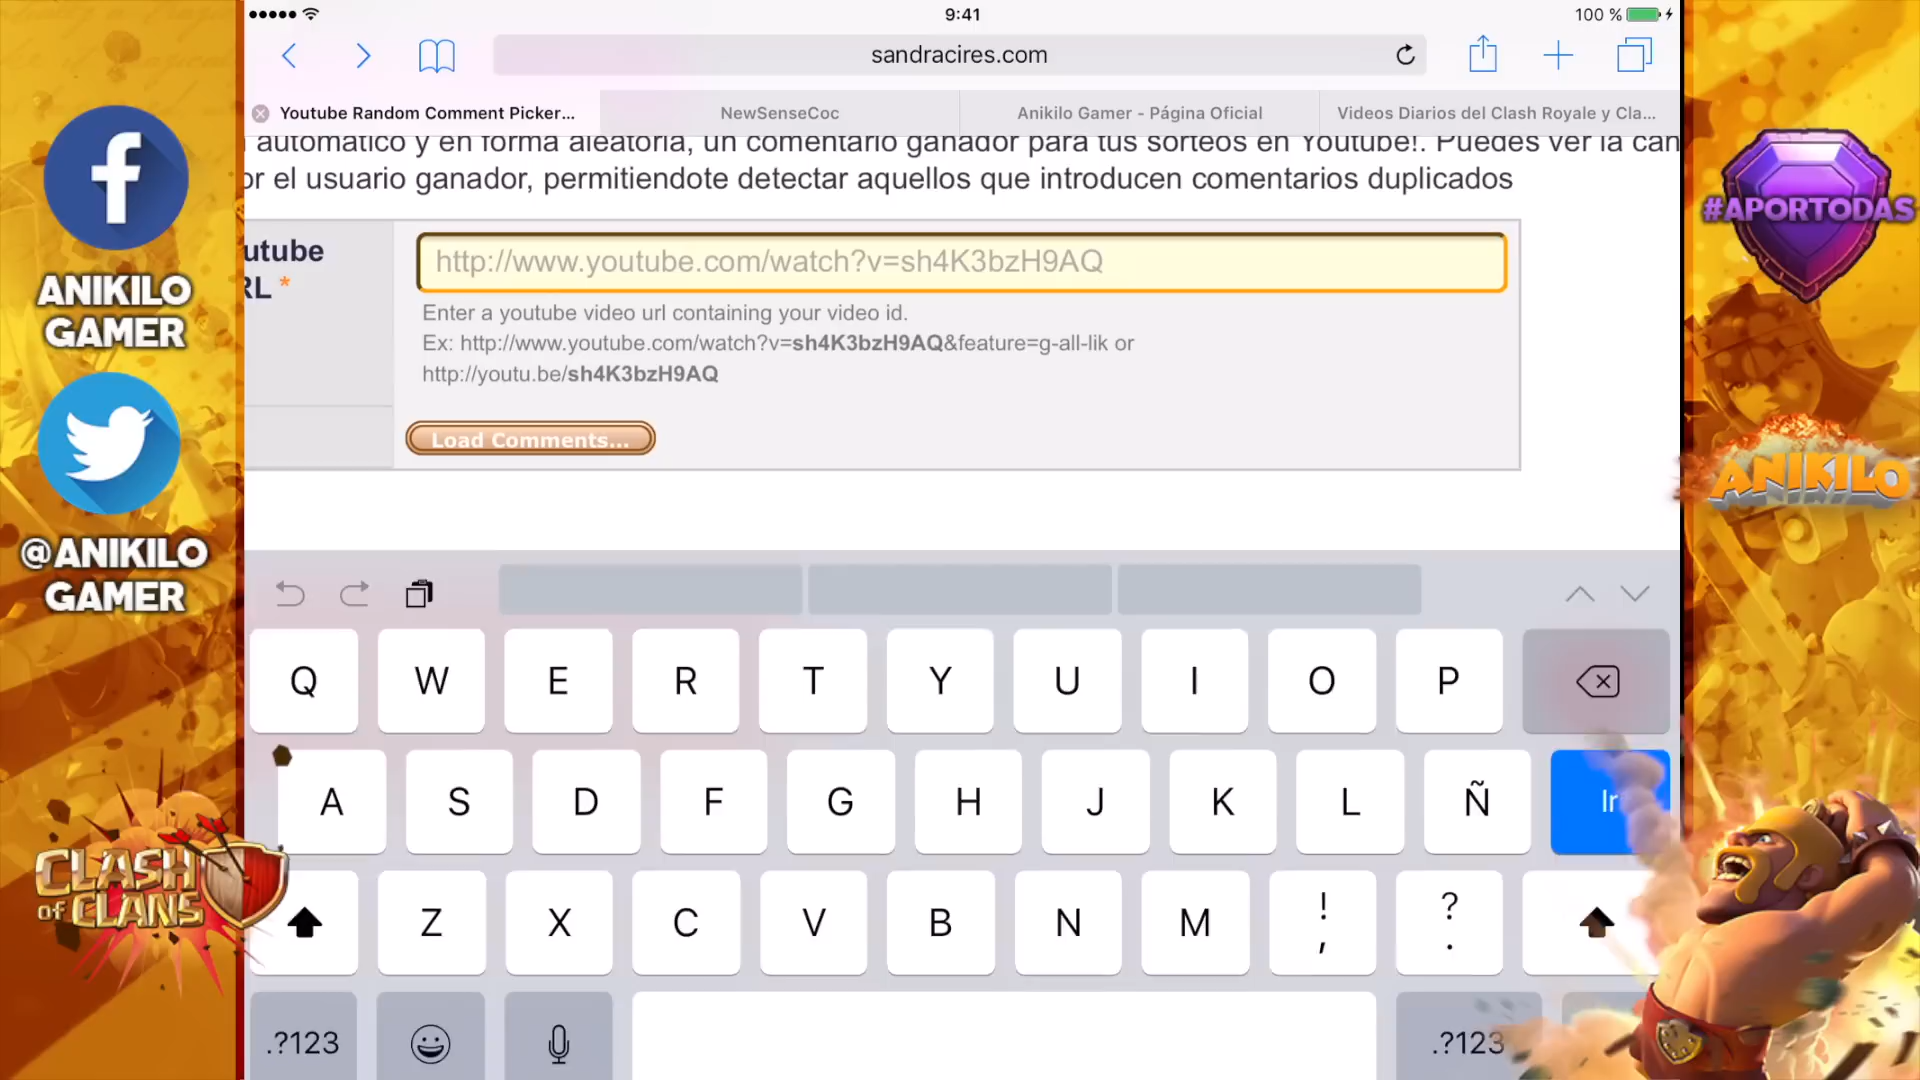 9:41
100 %
sandracires.com
Youtube Random Comment Picker...
NewSenseCoc
Anikilo Gamer - Página Oficial
Videos Diarios del Clash Royale y Cla...
automatico y en forma aleatoria, un comentario ganador para tus sorteos en Youtube!. Puedes ver la can
or el usuario ganador, permitiendote detectar aquellos que introducen comentarios duplicados
utube
RL *
http://www.youtube.com/watch?v=sh4K3bzH9AQ
Enter a youtube video url containing your video id.
Ex: http://www.youtube.com/watch?v=sh4K3bzH9AQ&feature=g-all-lik or
http://youtu.be/sh4K3bzH9AQ
Load Comments...
Q W E R T Y U I O P
A S D F G H J K L Ñ Ir
Z X C V B N M ! , ? .
.?123 .?123
f
ANIKILO
GAMER
@ANIKILO
GAMER
CLASH
of CLANS
#APORTODAS
ANIKILO